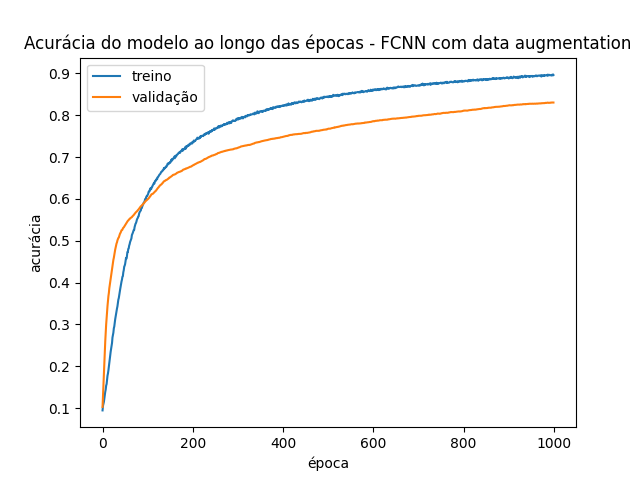 Acurácia do modelo ao longo das épocas - FCNN com data augmentation
treino
validação
0.9
0.8
0.7
0.6
0.5
0.4
0.3
0.2
0.1
acurácia
0 200 400 600 800 1000
época